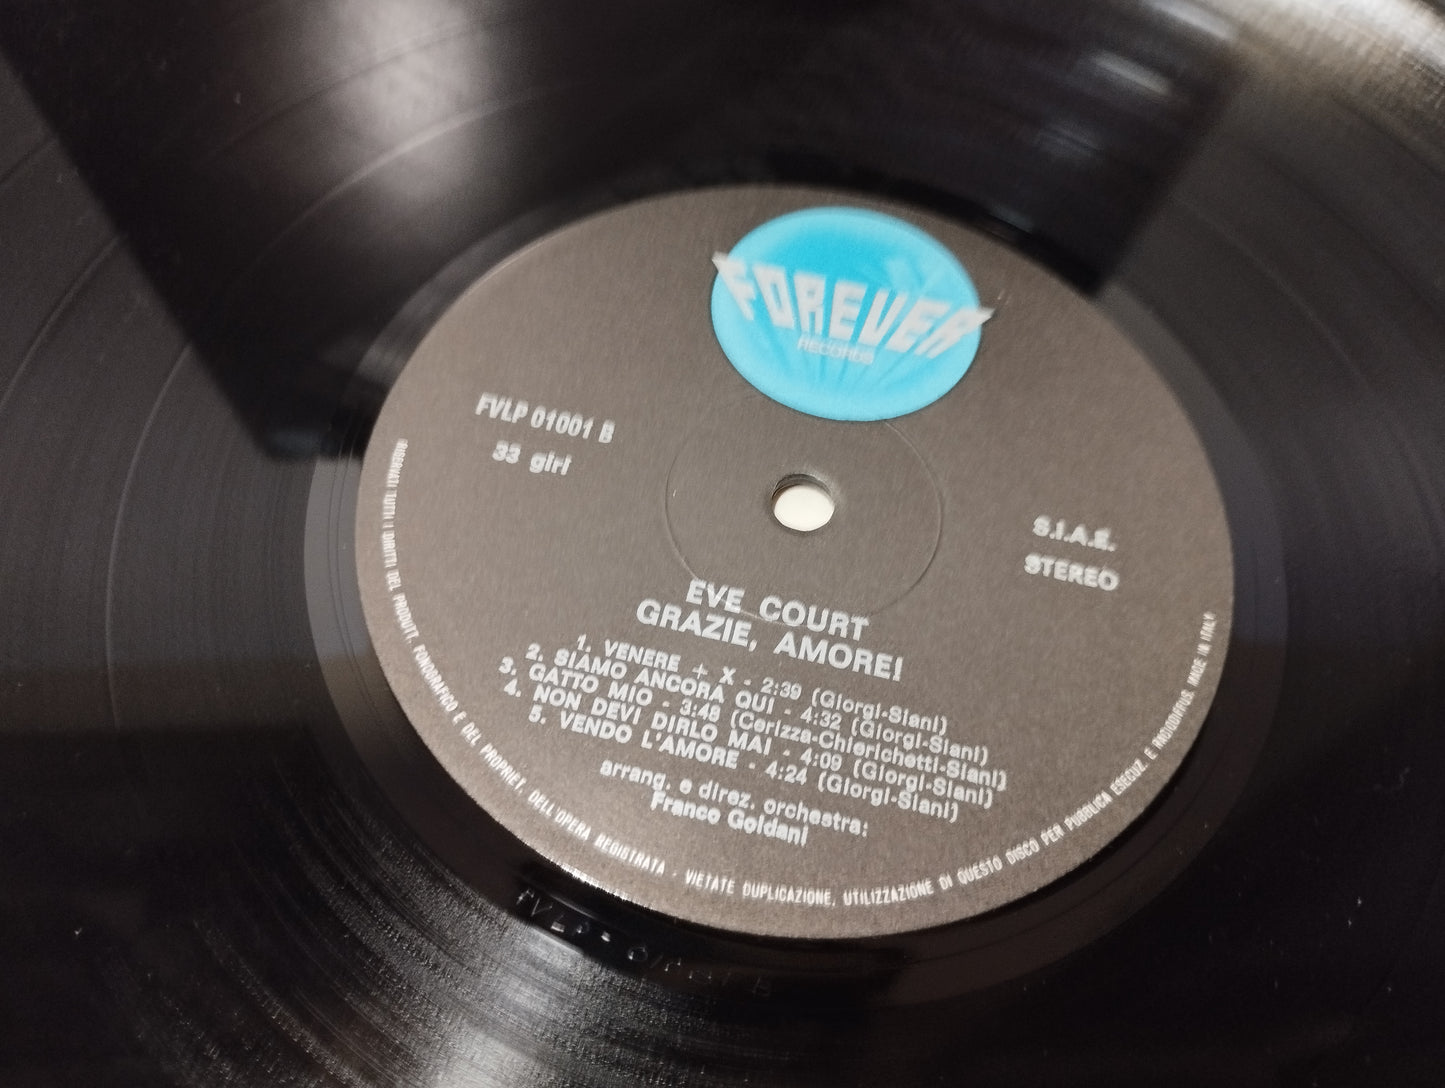 FOREVER
RECORDS
FVLP 01001 B
33 giri
S.I.A.E.
STEREO
EVE COURT
GRAZIE, AMORE!
1. VENERE + X - 2:39 (Giorgi-Siani)
2. SIAMO ANCORA QUI - 4:32 (Giorgi-Siani)
3. GATTO MIO - 3:48 (Cerizza-Chierichetti-Siani)
4. NON DEVI DIRLO MAI - 4:09 (Giorgi-Siani)
5. VENDO L'AMORE - 4:24 (Giorgi-Siani)
arrang. e direz. orchestra:
Franco Goldani
RISERVATI TUTTI I DIRITTI DEL PRODUT. FONOGRAFICO E DEL PROPRIET. DELL'OPERA REGISTRATA - VIETATE DUPLICAZIONE, UTILIZZAZIONE DI QUESTO DISCO PER PUBBLICA ESECUZ. E RADIODIFFUS. MADE IN ITALY